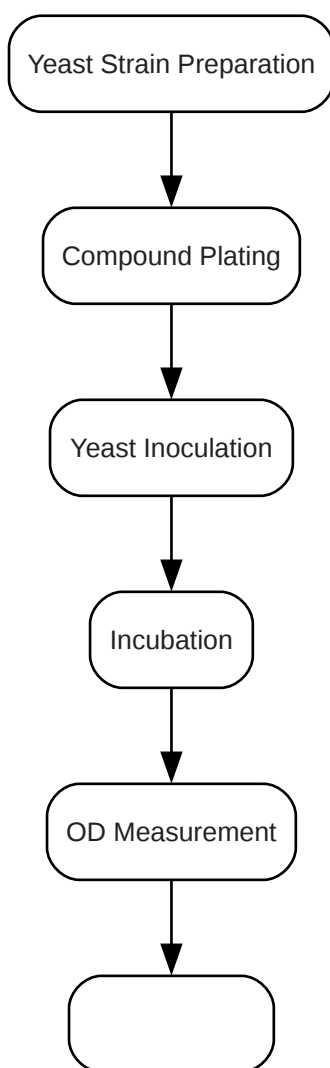 Yeast Strain Preparation
Compound Plating
Yeast Inoculation
Incubation
OD Measurement